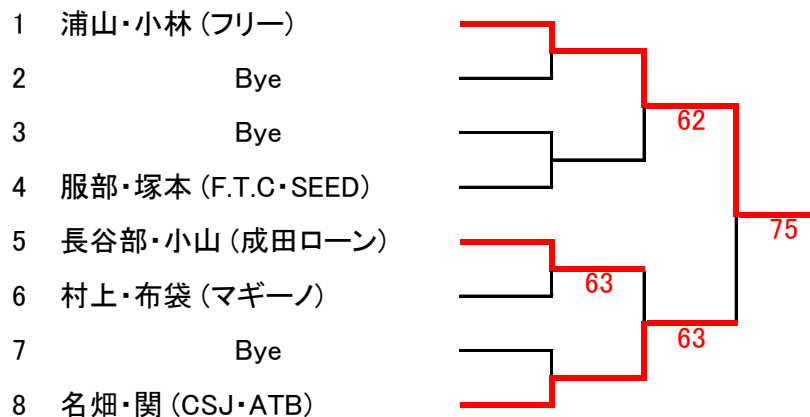 1 浦山・小林 (フリー)
2 Bye
62
3 Bye
4 服部・塚本 (F.T.C・SEED)
75
5 長谷部・小山 (成田ローン)
63
6 村上・布袋 (マギーノ)
63
7 Bye
8 名畑・関 (CSJ・ATB)